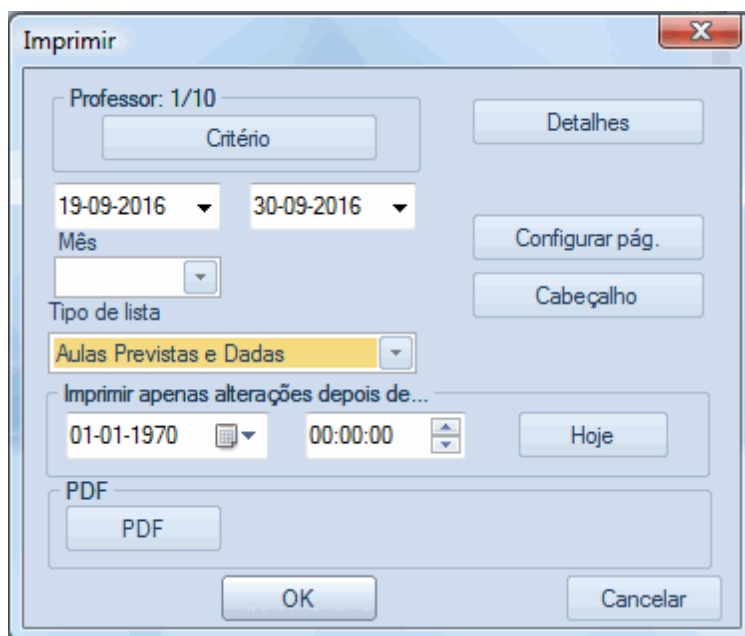 Imprimir
Professor: 1/10
Critério
Detalhes
19-09-2016 30-09-2016
Mês
Configurar pág.
Cabeçalho
Tipo de lista
Aulas Previstas e Dadas
Imprimir apenas alterações depois de...
01-01-1970 00:00:00 Hoje
PDF
PDF
OK Cancelar